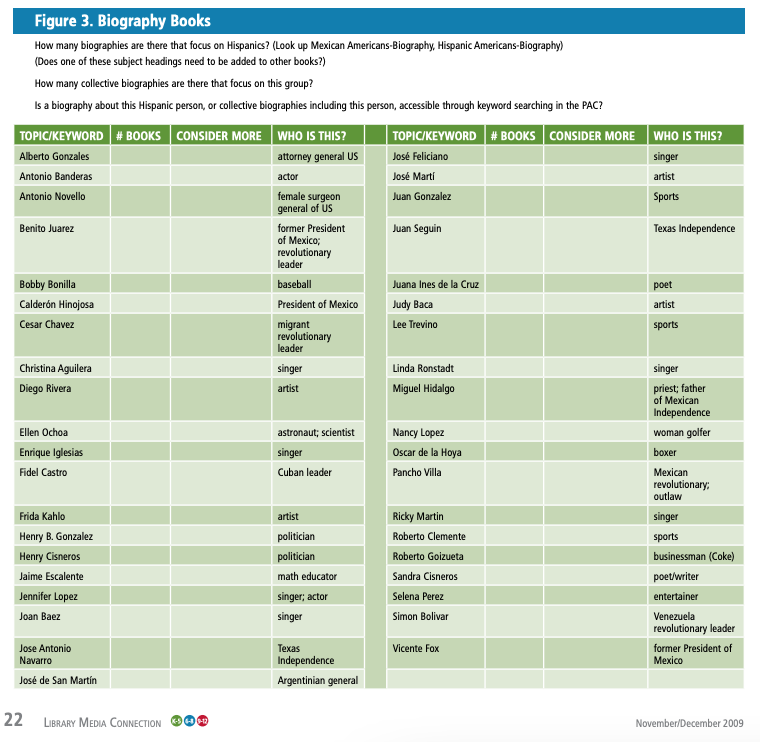 Figure 3. Biography Books
How many biographies are there that focus on Hispanics? (Look up Mexican Americans-Biography, Hispanic Americans-Biography)
(Does one of these subject headings need to be added to other books?)
How many collective biographies are there that focus on this group?
Is a biography about this Hispanic person, or collective biographies including this person, accessible through keyword searching in the PAC?
TOPIC/KEYWORD # BOOKS CONSIDER MORE WHO IS THIS?
Alberto Gonzales attorney general US
Antonio Banderas actor
Antonio Novello female surgeon
general of US
Benito Juarez former President
of Mexico;
revolutionary
leader
Bobby Bonilla baseball
Calderón Hinojosa President of Mexico
Cesar Chavez migrant
revolutionary
leader
Christina Aguilera singer
Diego Rivera artist
Ellen Ochoa astronaut; scientist
Enrique Iglesias singer
Fidel Castro Cuban leader
Frida Kahlo artist
Henry B. Gonzalez politician
Henry Cisneros politician
Jaime Escalente math educator
Jennifer Lopez singer; actor
Joan Baez singer
Jose Antonio Texas
Navarro Independence
José de San Martín Argentinian general
TOPIC/KEYWORD # BOOKS CONSIDER MORE WHO IS THIS?
José Feliciano singer
José Martí artist
Juan Gonzalez Sports
Juan Seguin Texas Independence
Juana Ines de la Cruz poet
Judy Baca artist
Lee Trevino sports
Linda Ronstadt singer
Miguel Hidalgo priest; father
of Mexican
Independence
Nancy Lopez woman golfer
Oscar de la Hoya boxer
Pancho Villa Mexican
revolutionary;
outlaw
Ricky Martin singer
Roberto Clemente sports
Roberto Goizueta businessman (Coke)
Sandra Cisneros poet/writer
Selena Perez entertainer
Simon Bolivar Venezuela
revolutionary leader
Vicente Fox former President of
Mexico
22 LIBRARY MEDIA CONNECTION K-5 6-8 9-12 November/December 2009